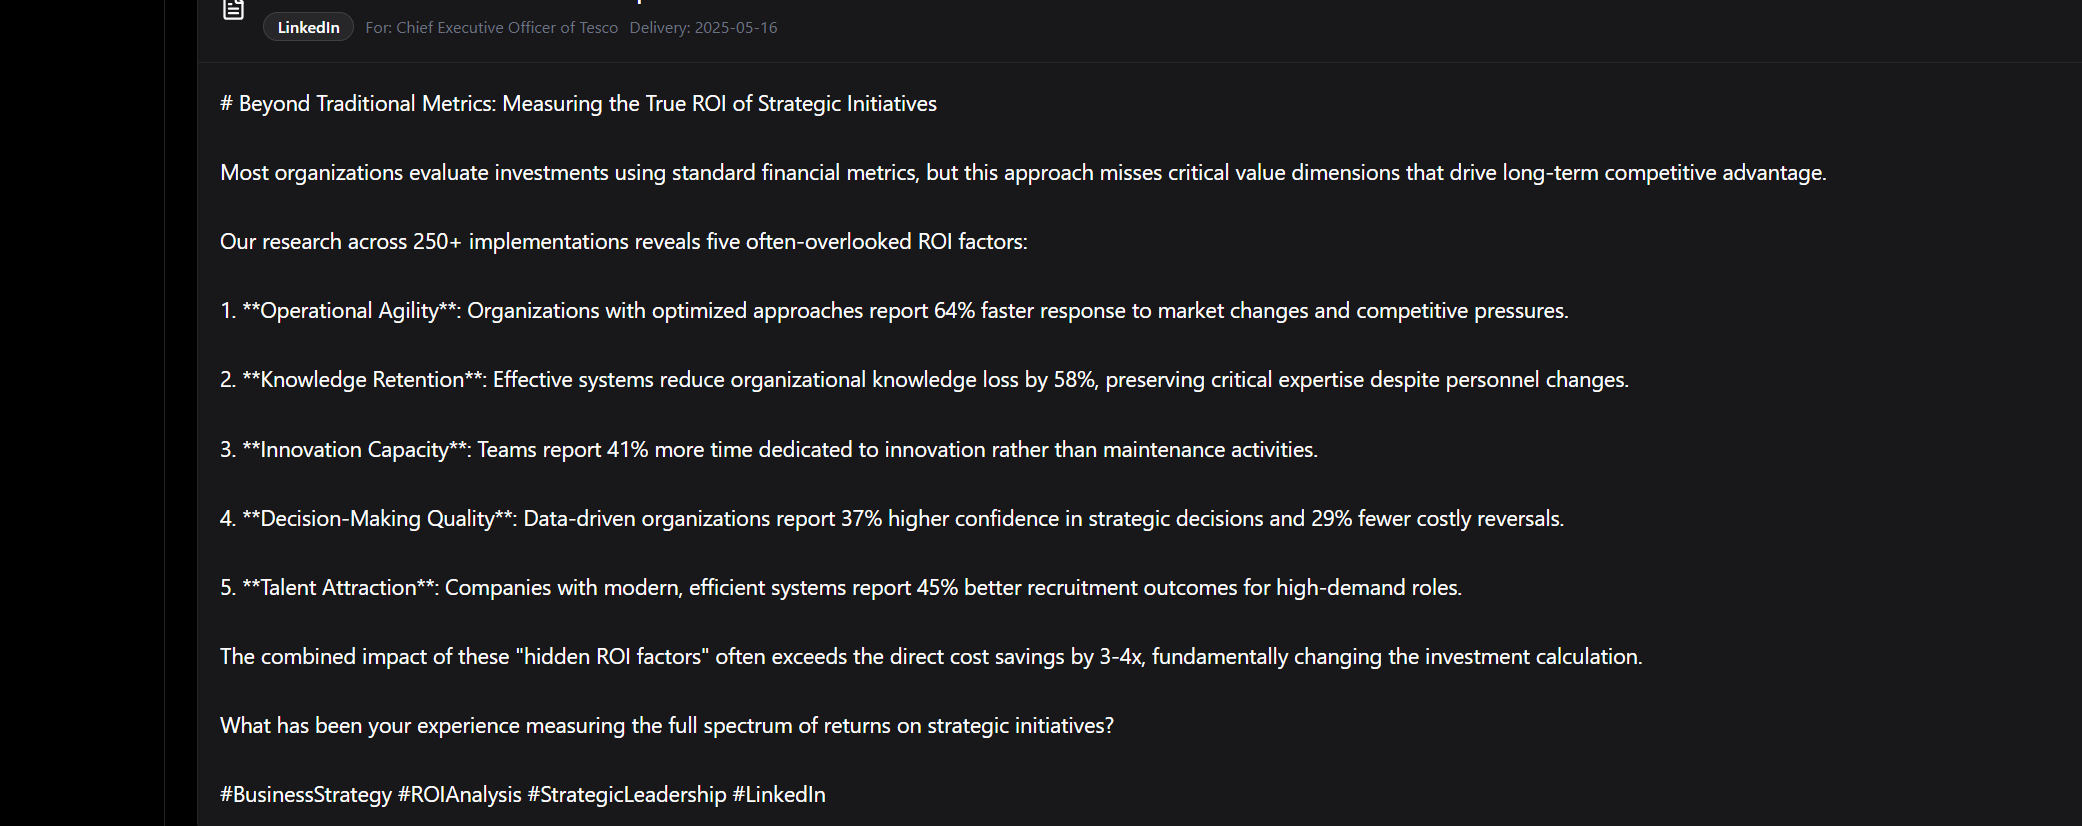 LinkedIn For: Chief Executive Officer of Tesco Delivery: 2025-05-16
# Beyond Traditional Metrics: Measuring the True ROI of Strategic Initiatives
Most organizations evaluate investments using standard financial metrics, but this approach misses critical value dimensions that drive long-term competitive advantage.
Our research across 250+ implementations reveals five often-overlooked ROI factors:
1. **Operational Agility**: Organizations with optimized approaches report 64% faster response to market changes and competitive pressures.
2. **Knowledge Retention**: Effective systems reduce organizational knowledge loss by 58%, preserving critical expertise despite personnel changes.
3. **Innovation Capacity**: Teams report 41% more time dedicated to innovation rather than maintenance activities.
4. **Decision-Making Quality**: Data-driven organizations report 37% higher confidence in strategic decisions and 29% fewer costly reversals.
5. **Talent Attraction**: Companies with modern, efficient systems report 45% better recruitment outcomes for high-demand roles.
The combined impact of these "hidden ROI factors" often exceeds the direct cost savings by 3-4x, fundamentally changing the investment calculation.
What has been your experience measuring the full spectrum of returns on strategic initiatives?
#BusinessStrategy #ROIAnalysis #StrategicLeadership #LinkedIn